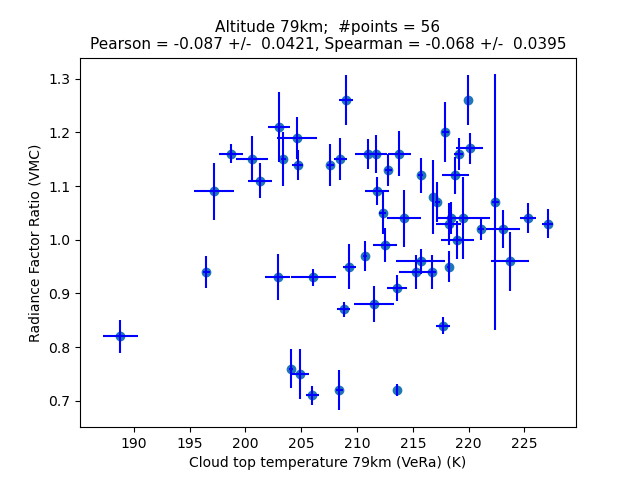 Altitude 79km;  #points = 56
Pearson = -0.087 +/-  0.0421, Spearman = -0.068 +/-  0.0395
1.3
1.2
1.1
1.0
0.9
0.8
0.7
Radiance Factor Ratio (VMC)
190 195 200 205 210 215 220 225
Cloud top temperature 79km (VeRa) (K)